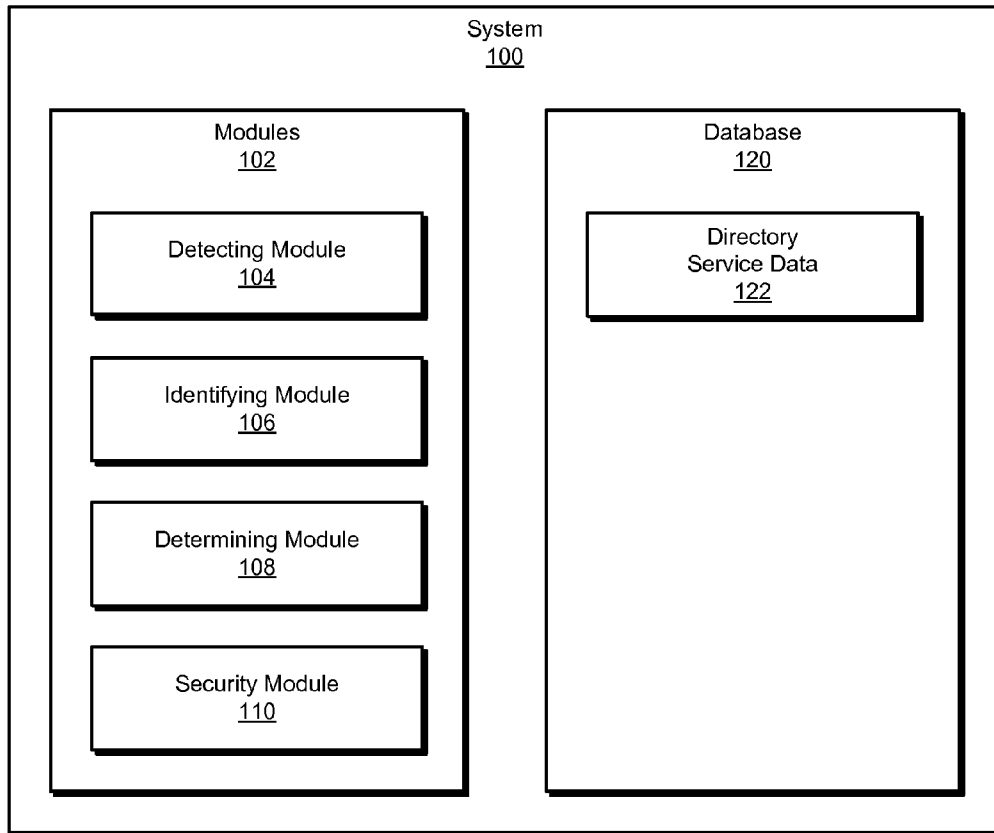 System
100
Modules
102
Detecting Module
104
Identifying Module
106
Determining Module
108
Security Module
110
Database
120
Directory
Service Data
122